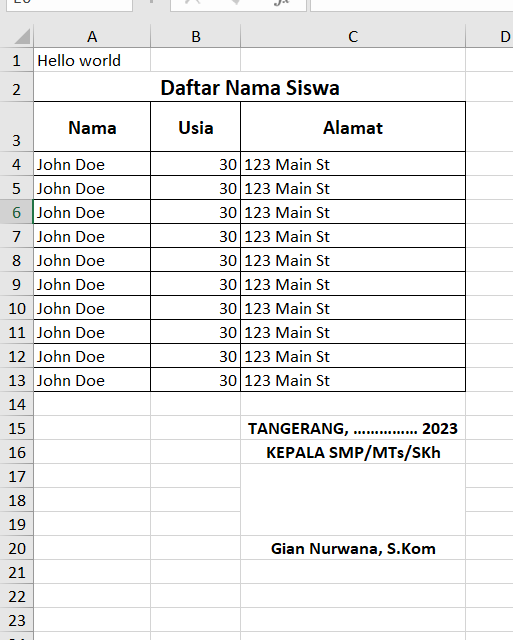 A B C D
1 Hello world
2 Daftar Nama Siswa
3 Nama Usia Alamat
4 John Doe 30 123 Main St
5 John Doe 30 123 Main St
6 John Doe 30 123 Main St
7 John Doe 30 123 Main St
8 John Doe 30 123 Main St
9 John Doe 30 123 Main St
10 John Doe 30 123 Main St
11 John Doe 30 123 Main St
12 John Doe 30 123 Main St
13 John Doe 30 123 Main St
14
15 TANGERANG, …………… 2023
16 KEPALA SMP/MTs/SKh
17
18
19
20 Gian Nurwana, S.Kom
21
22
23